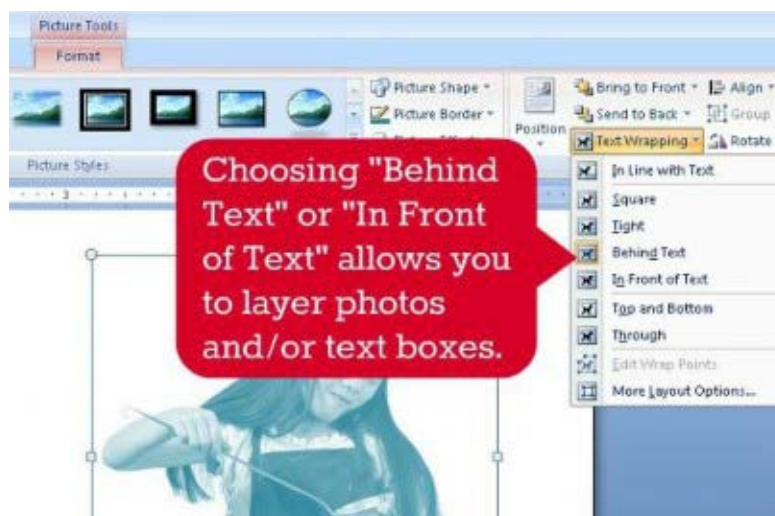 Picture Tools
Format
Picture Shape
Picture Border
Position
Bring to Front
Align
Send to Back
Group
Text Wrapping
Rotate
Picture Styles
3
Choosing "Behind
Text" or "In Front
of Text" allows you
to layer photos
and/or text boxes.
In Line with Text
Square
Tight
Behind Text
In Front of Text
Top and Bottom
Through
Edit Wrap Points
More Layout Options...